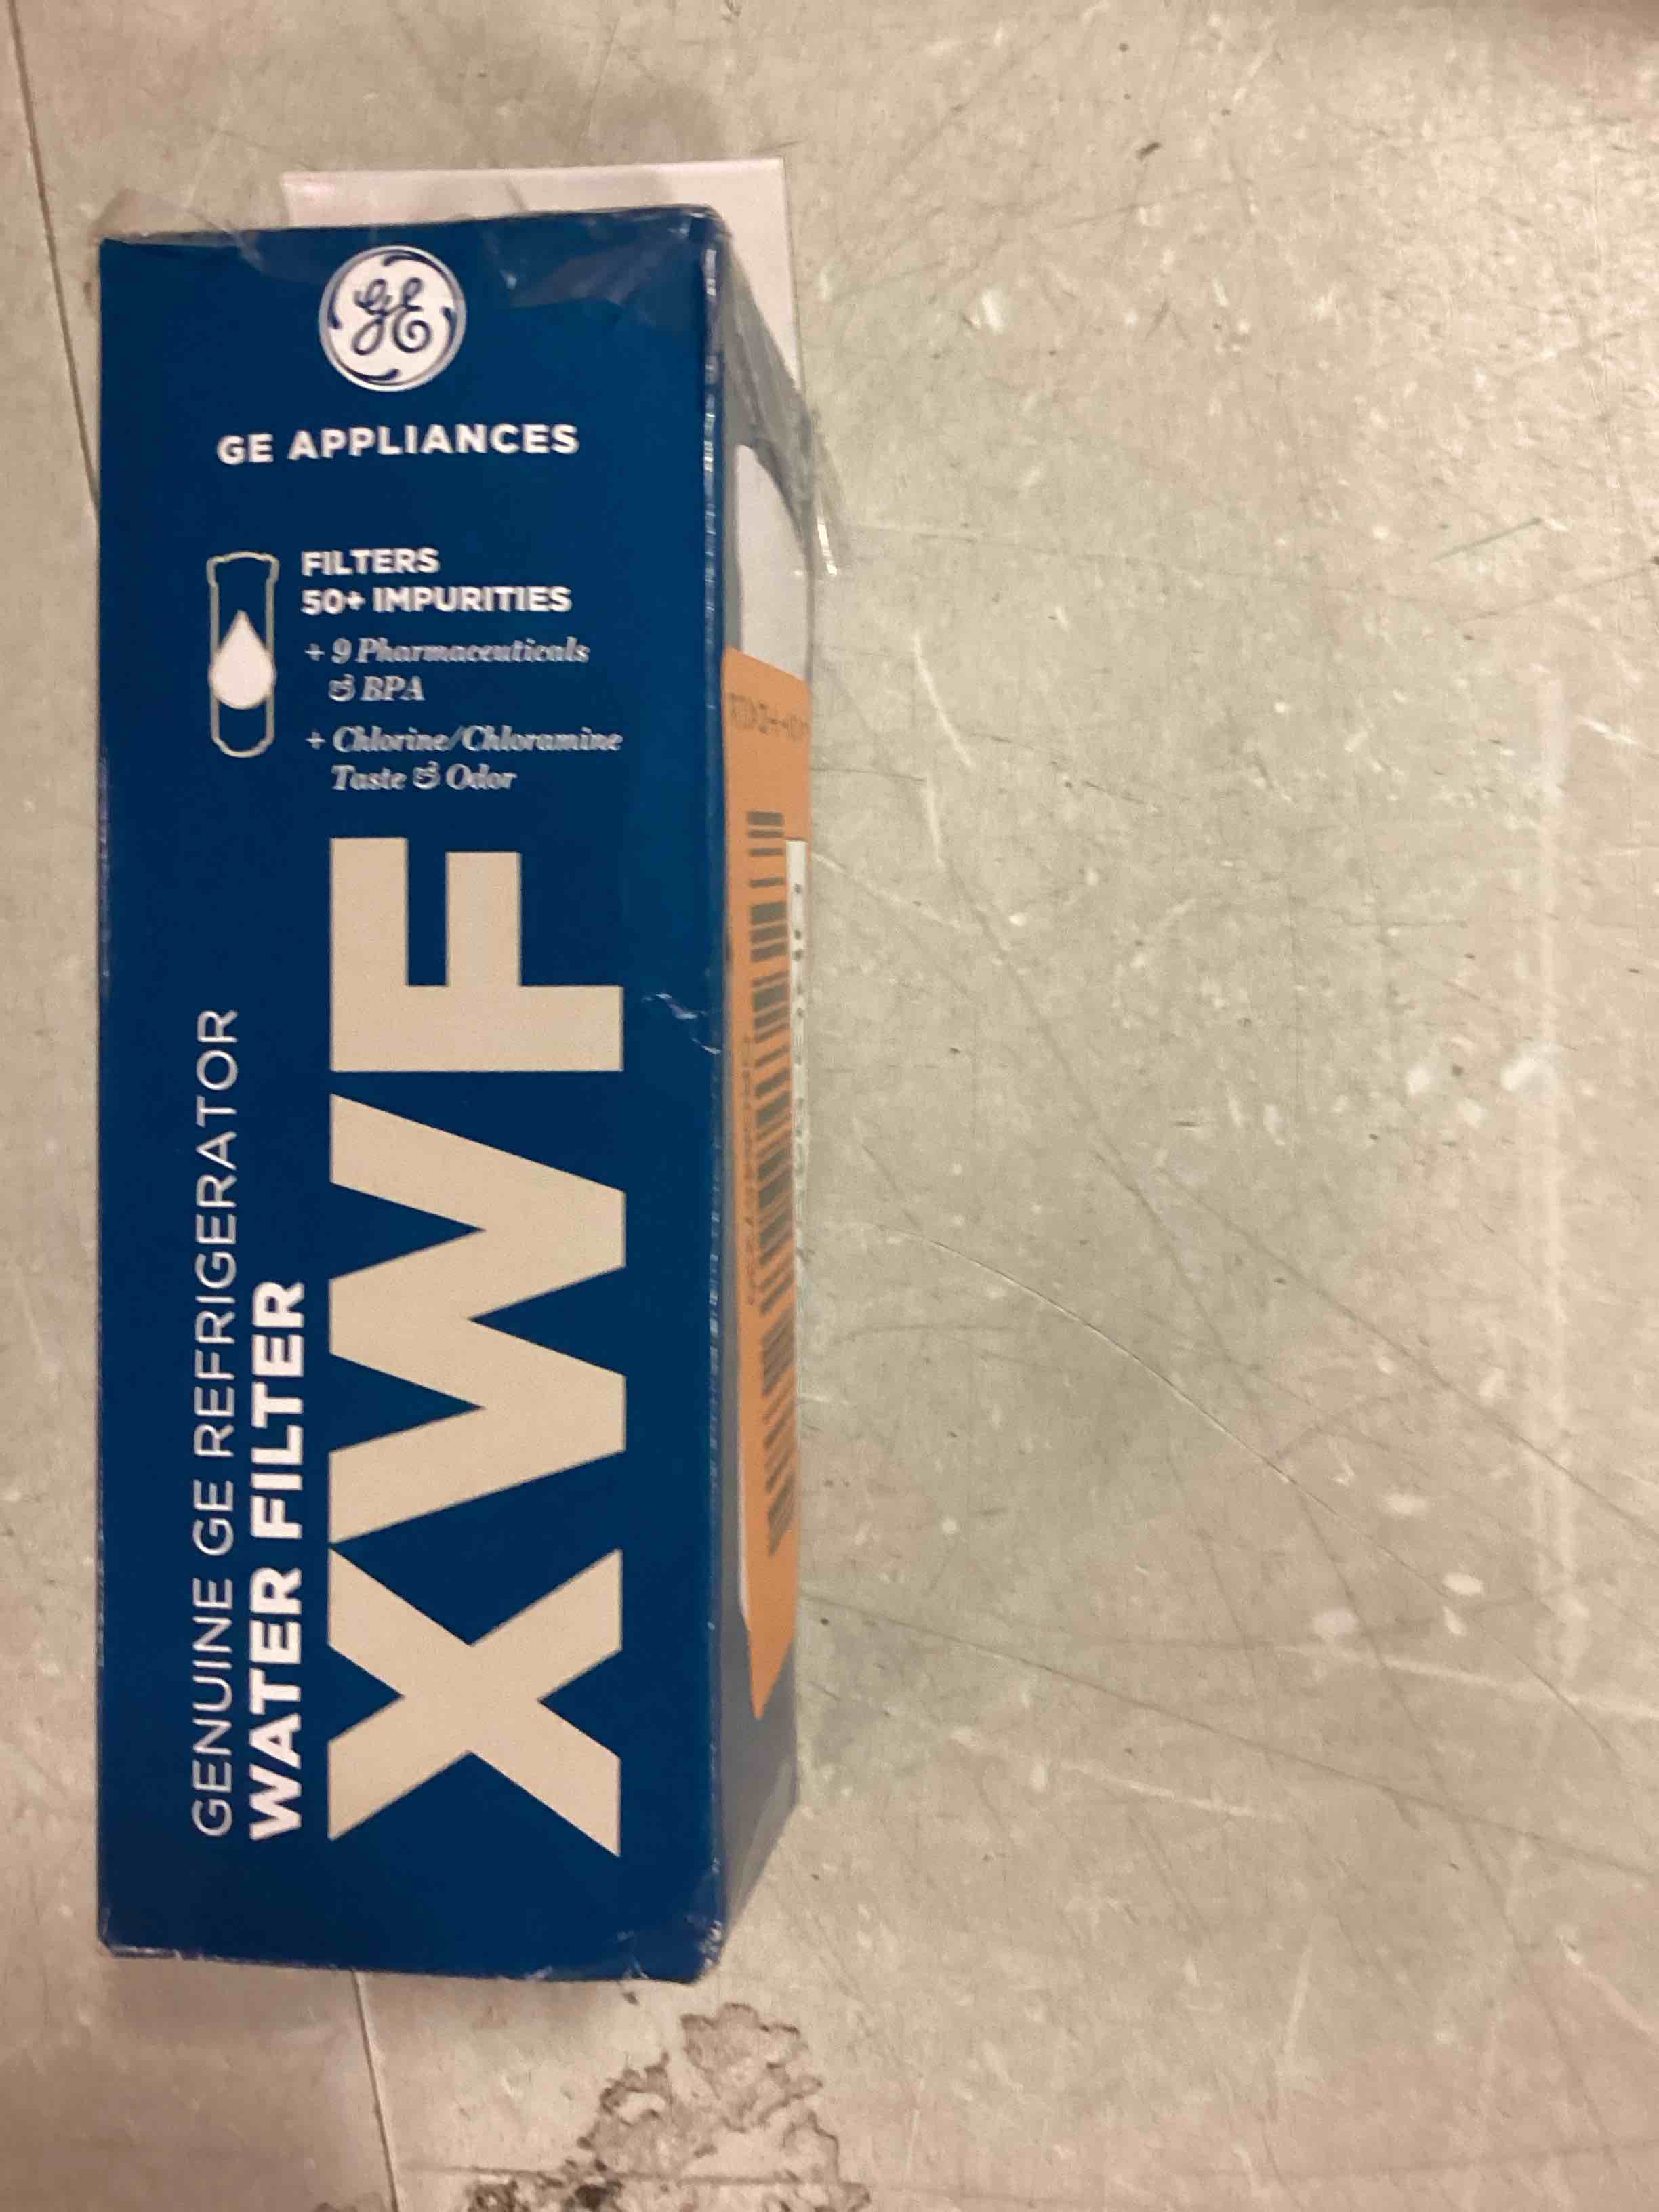 GE
GE APPLIANCES
FILTERS
50+ IMPURITIES
+ 9 Pharmaceuticals
& BPA
+ Chlorine/Chloramine
Taste & Odor
GENUINE GE REFRIGERATOR
WATER FILTER
XWF